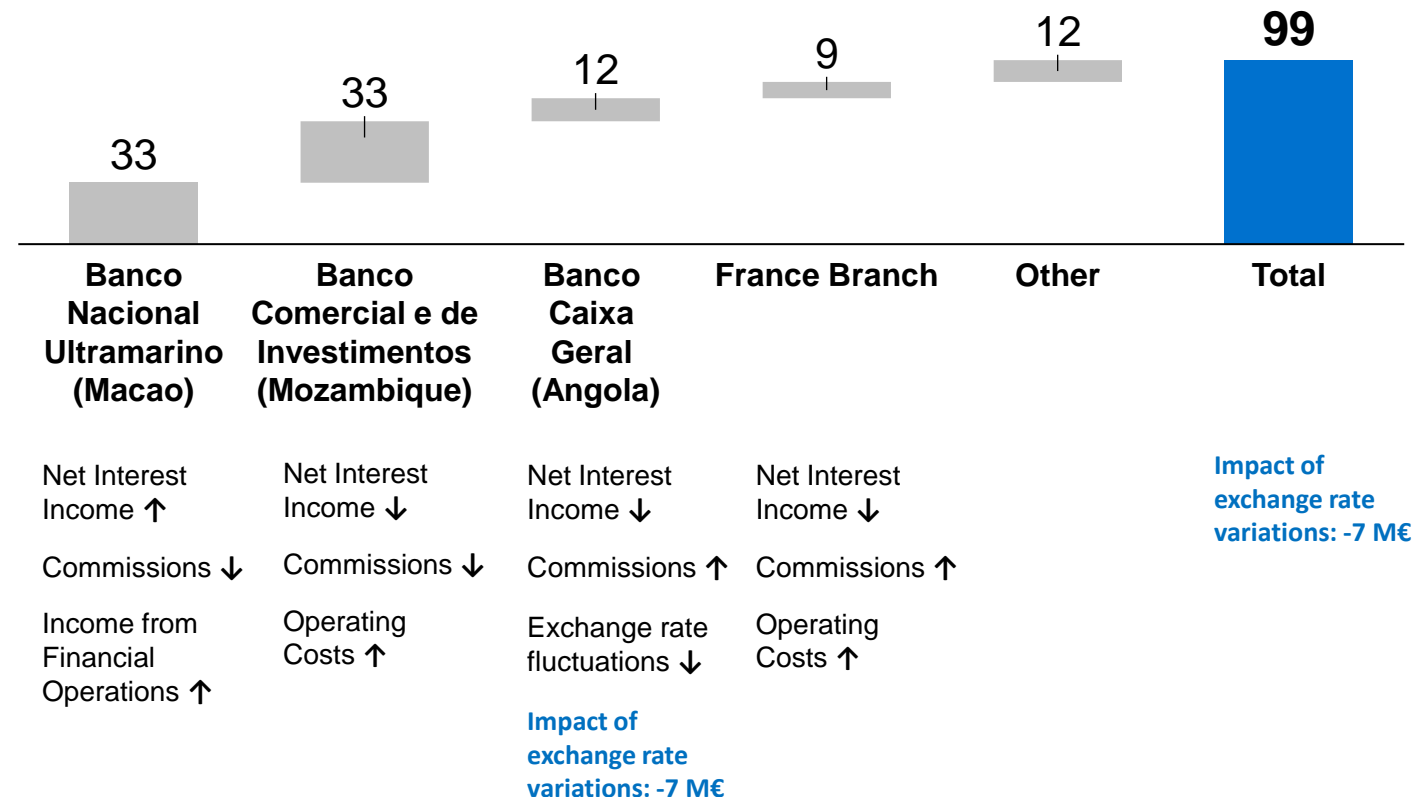 33
33
12
9
12
99
Banco
Nacional
Ultramarino
(Macao)
Banco
Comercial e de
Investimentos
(Mozambique)
Banco
Caixa
Geral
(Angola)
France Branch
Other
Total
Net Interest
Income ↑
Commissions ↓
Income from
Financial
Operations ↑
Net Interest
Income ↓
Commissions ↓
Operating
Costs ↑
Net Interest
Income ↓
Commissions ↑
Exchange rate
fluctuations ↓
Impact of
exchange rate
variations: -7 M€
Net Interest
Income ↓
Commissions ↑
Operating
Costs ↑
Impact of
exchange rate
variations: -7 M€